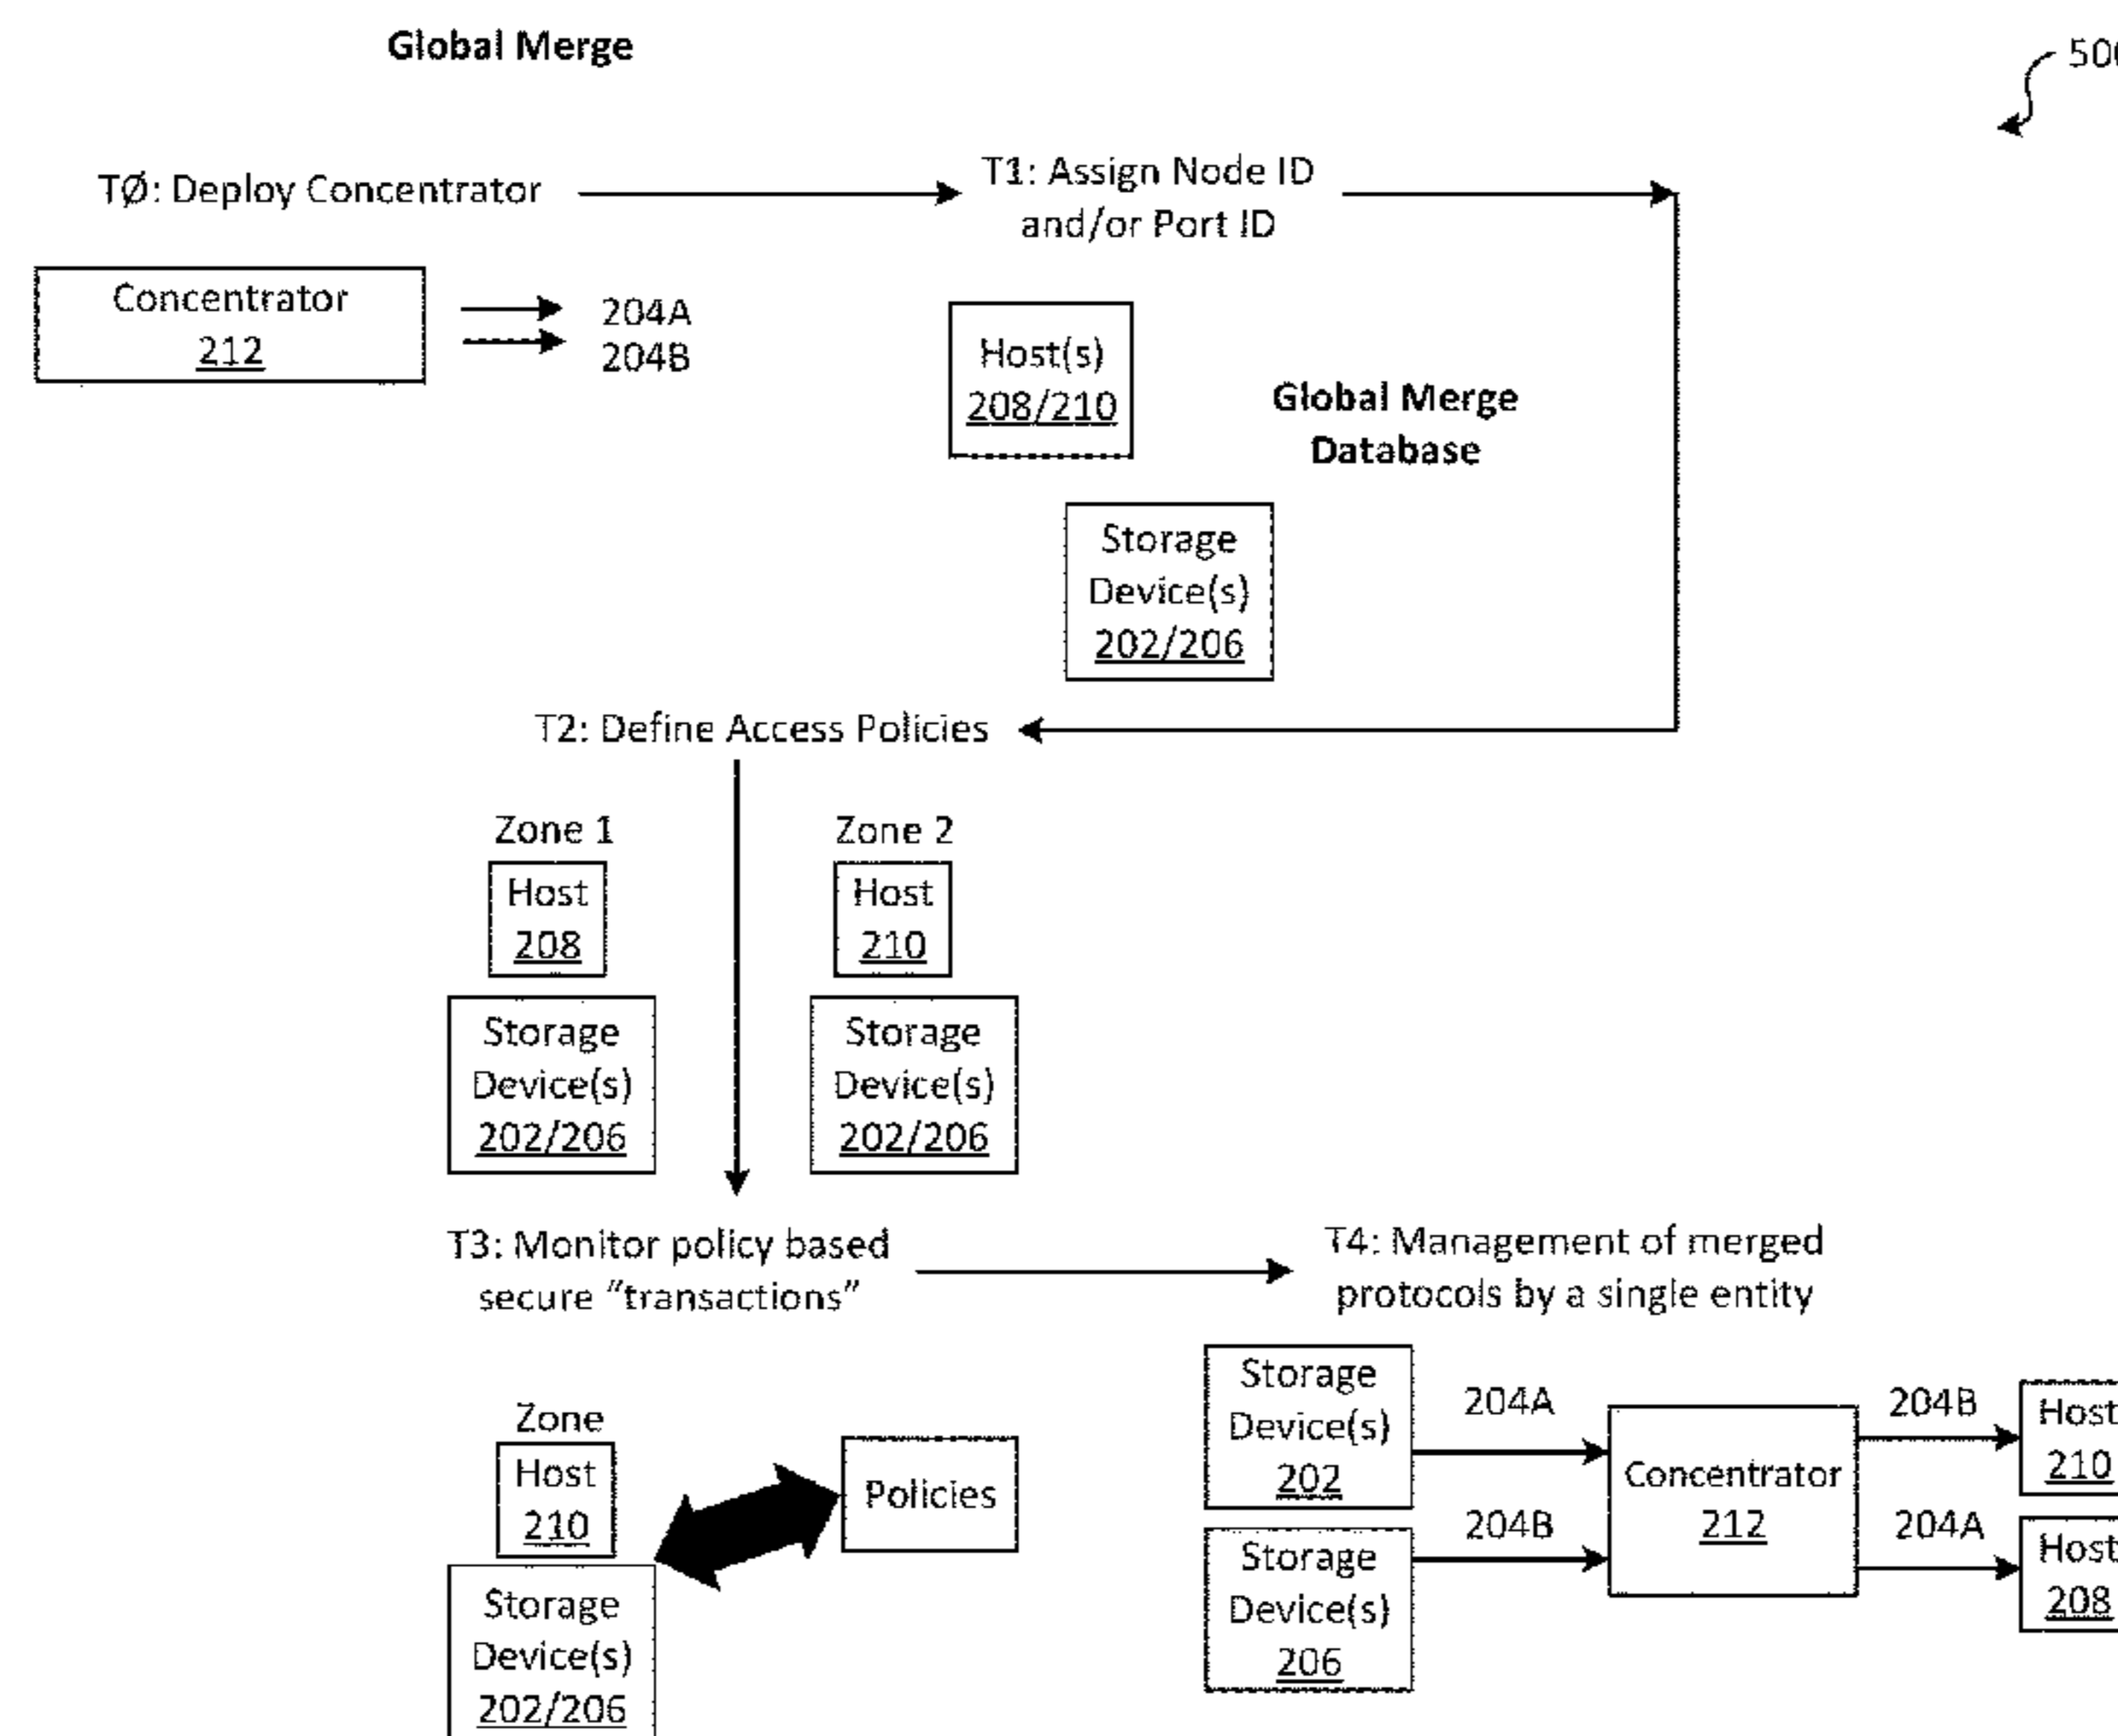 Global Merge
TØ: Deploy Concentrator
T1: Assign Node ID
and/or Port ID
Concentrator
212
204A
204B
Host(s)
208/210
Global Merge
Database
Storage
Device(s)
202/206
T2: Define Access Policies
Zone 1
Host
208
Storage
Device(s)
202/206
Zone 2
Host
210
Storage
Device(s)
202/206
T3: Monitor policy based
secure “transactions”
Zone
Host
210
Storage
Device(s)
202/206
Policies
T4: Management of merged
protocols by a single entity
Storage
Device(s)
202
204A
Storage
Device(s)
206
204B
Concentrator
212
204B
Host
210
204A
Host
208